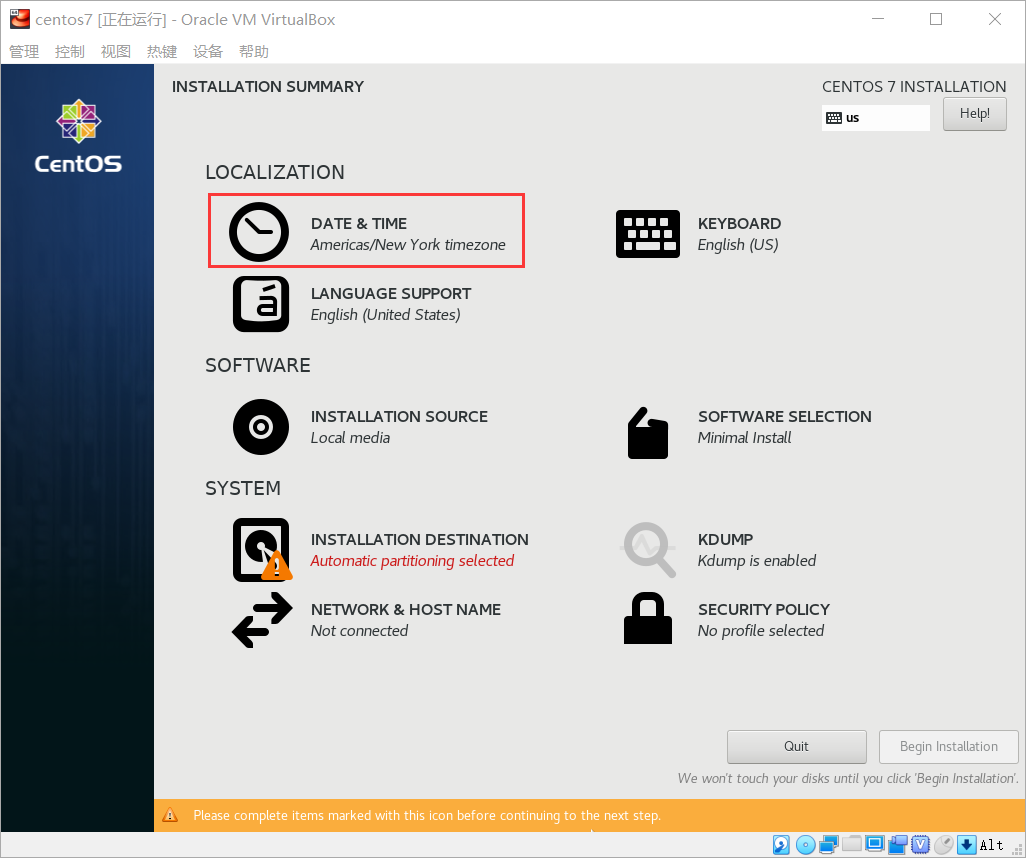 centos7 [正在运行] - Oracle VM VirtualBox
管理 控制 视图 热键 设备 帮助
INSTALLATION SUMMARY
CENTOS 7 INSTALLATION
us
Help!
CentOS
LOCALIZATION
DATE & TIME
Americas/New York timezone
KEYBOARD
English (US)
LANGUAGE SUPPORT
English (United States)
SOFTWARE
INSTALLATION SOURCE
Local media
SOFTWARE SELECTION
Minimal Install
SYSTEM
INSTALLATION DESTINATION
Automatic partitioning selected
KDUMP
Kdump is enabled
NETWORK & HOST NAME
Not connected
SECURITY POLICY
No profile selected
Quit
Begin Installation
We won't touch your disks until you click 'Begin Installation'.
Please complete items marked with this icon before continuing to the next step.
Alt